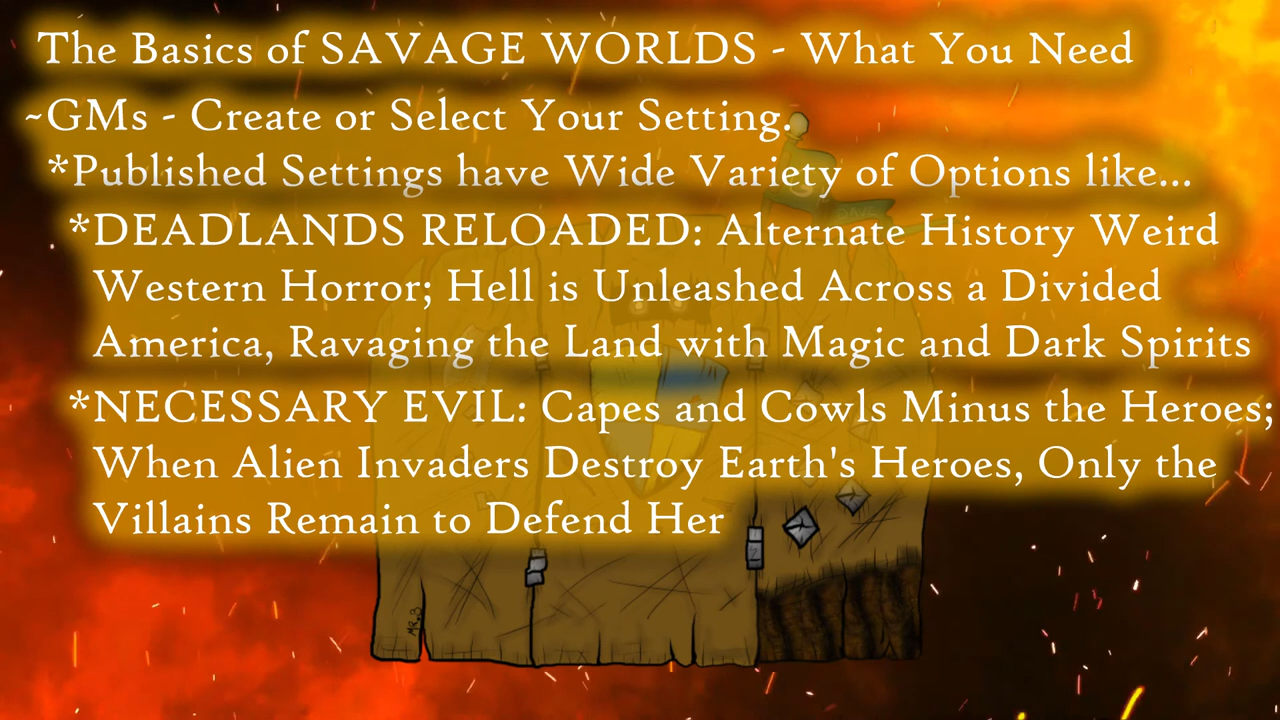 The Basics of SAVAGE WORLDS - What You Need
~GMs - Create or Select Your Setting.
*Published Settings have Wide Variety of Options like...
*DEADLANDS RELOADED: Alternate History Weird
Western Horror; Hell is Unleashed Across a Divided
America, Ravaging the Land with Magic and Dark Spirits
*NECESSARY EVIL: Capes and Cowls Minus the Heroes;
When Alien Invaders Destroy Earth's Heroes, Only the
Villains Remain to Defend Her
MR. B